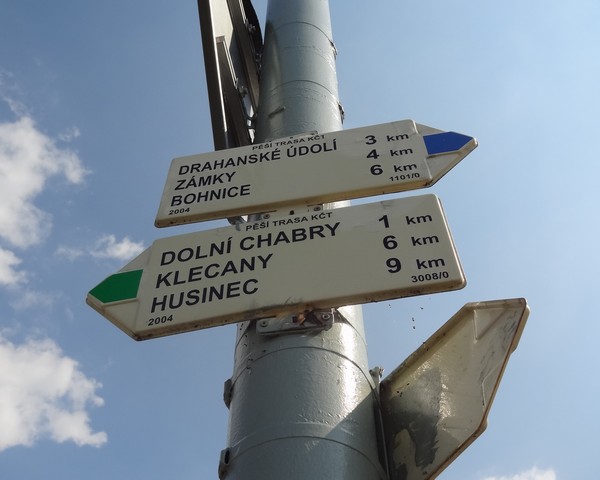 PĚŠÍ TRASA KČT
DRAHANSKÉ ÚDOLÍ 3 km
ZÁMKY 4 km
BOHNICE 6 km
2004 1101/0
PĚŠÍ TRASA KČT
DOLNÍ CHABRY 1 km
KLECANY 6 km
HUSINEC 9 km
2004 3008/0